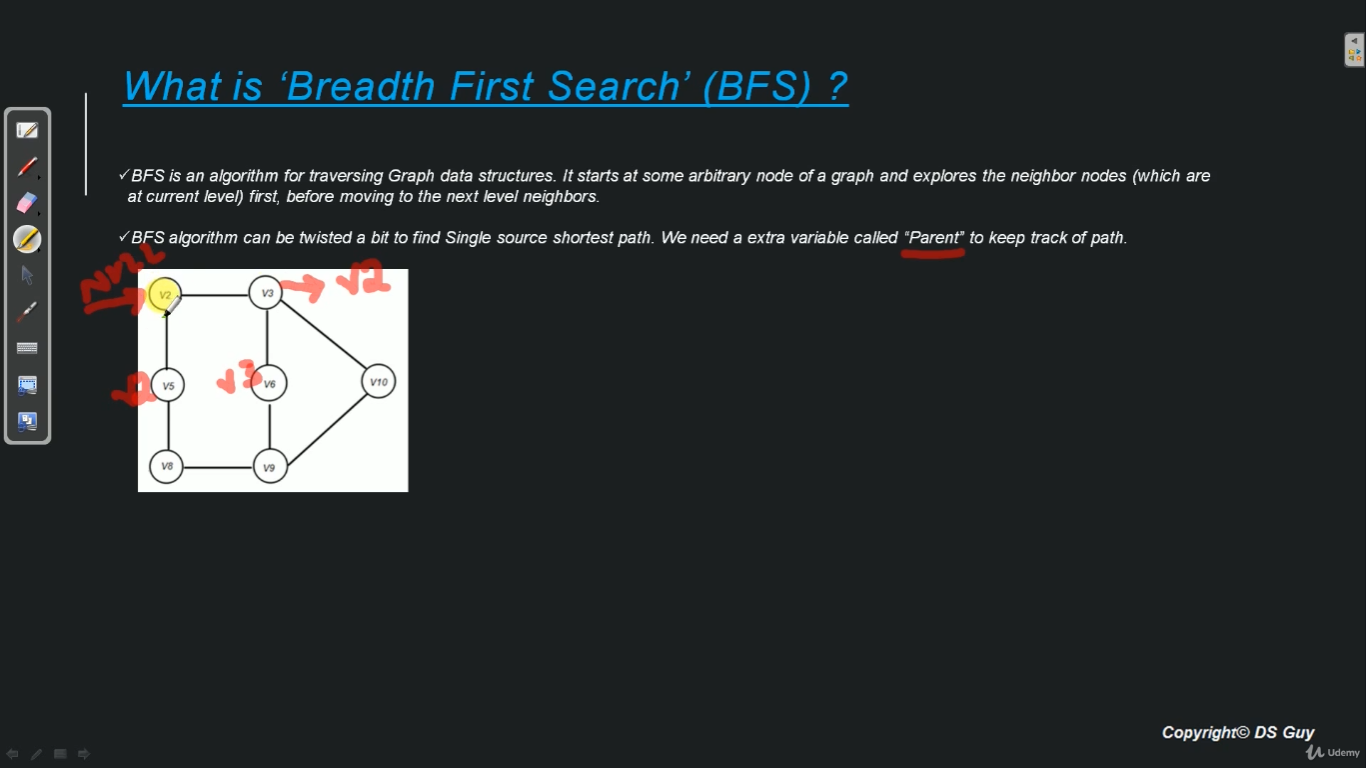 What is ‘Breadth First Search’ (BFS) ?
✓BFS is an algorithm for traversing Graph data structures. It starts at some arbitrary node of a graph and explores the neighbor nodes (which are
at current level) first, before moving to the next level neighbors.
✓BFS algorithm can be twisted a bit to find Single source shortest path. We need a extra variable called “Parent” to keep track of path.
V2 V3 V2
V5 V3 V6 V10
V8 V9
Copyright© DS Guy
Udemy